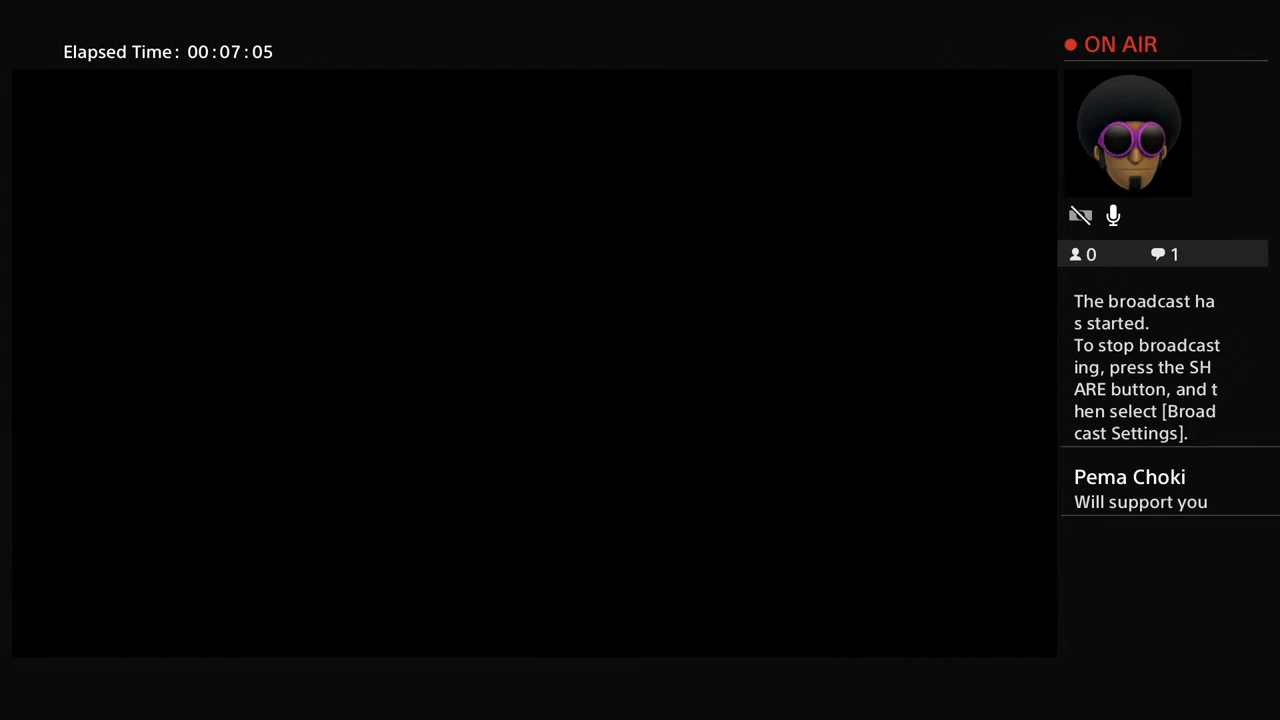 Elapsed Time: 00:07:05
ON AIR
0 1
The broadcast ha
s started.
To stop broadcast
ing, press the SH
ARE button, and t
hen select [Broad
cast Settings].
Pema Choki
Will support you